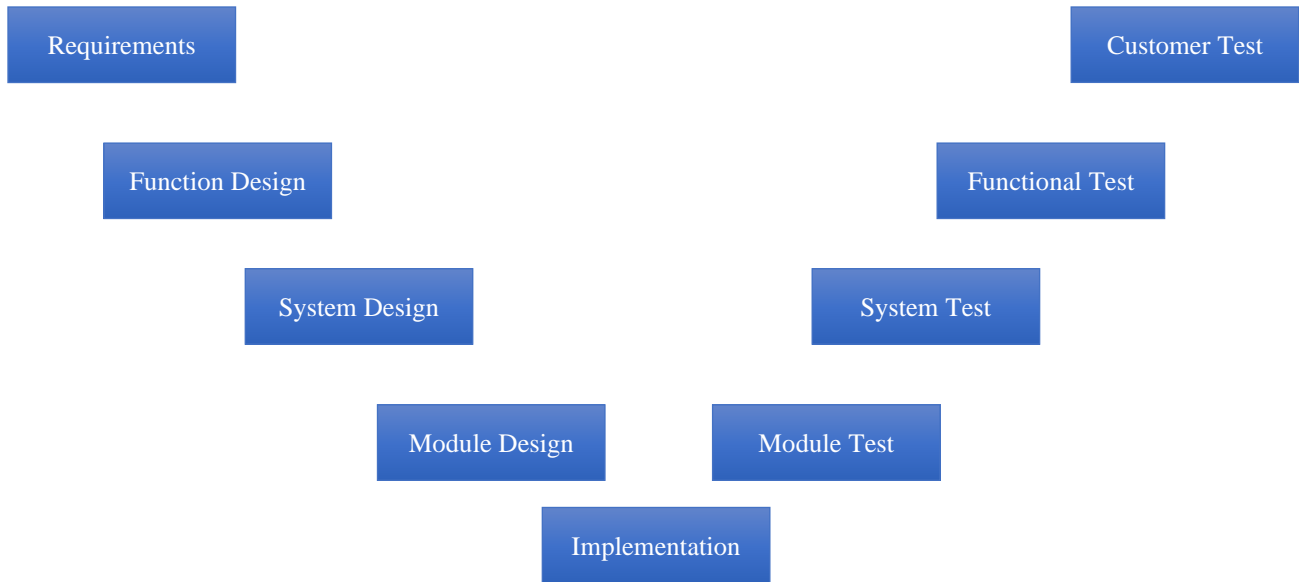 Requirements
Customer Test
Function Design
Functional Test
System Design
System Test
Module Design
Module Test
Implementation